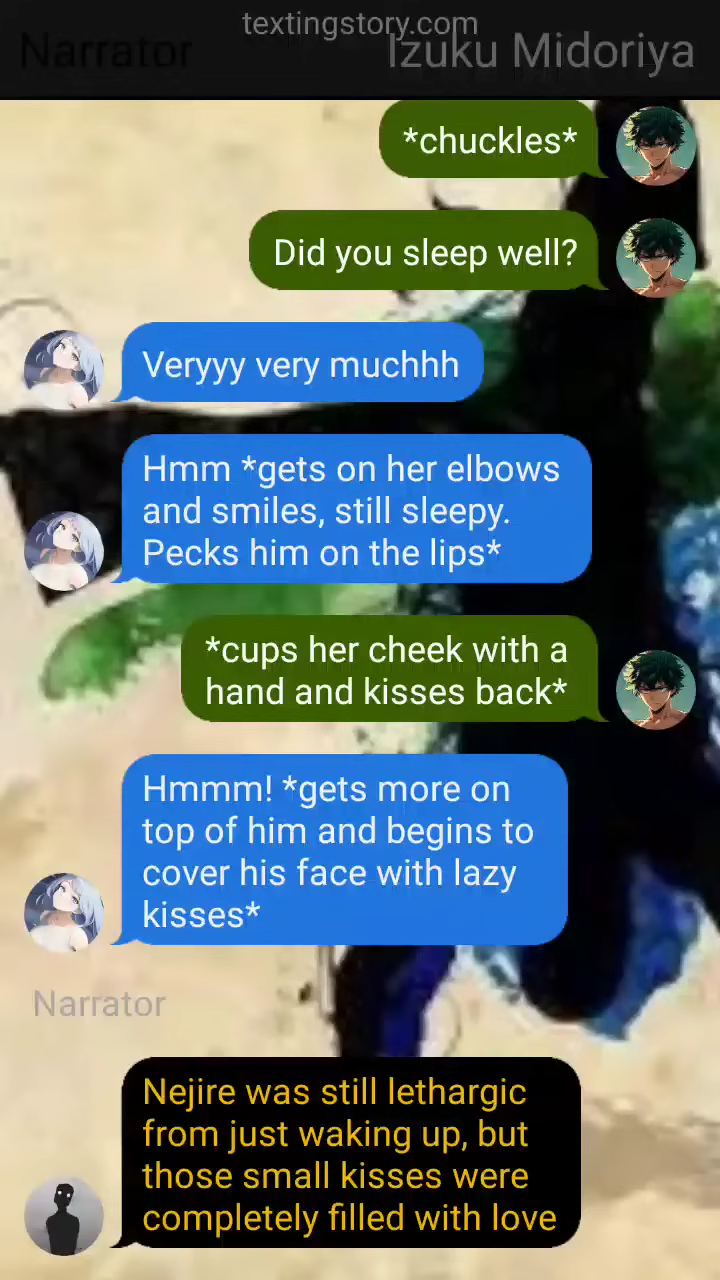 textingstory.com
Narrator
Izuku Midoriya
*chuckles*
Did you sleep well?
Veryyy very muchhh
Hmm *gets on her elbows
and smiles, still sleepy.
Pecks him on the lips*
*cups her cheek with a
hand and kisses back*
Hmmm! *gets more on
top of him and begins to
cover his face with lazy
kisses*
Narrator
Nejire was still lethargic
from just waking up, but
those small kisses were
completely filled with love